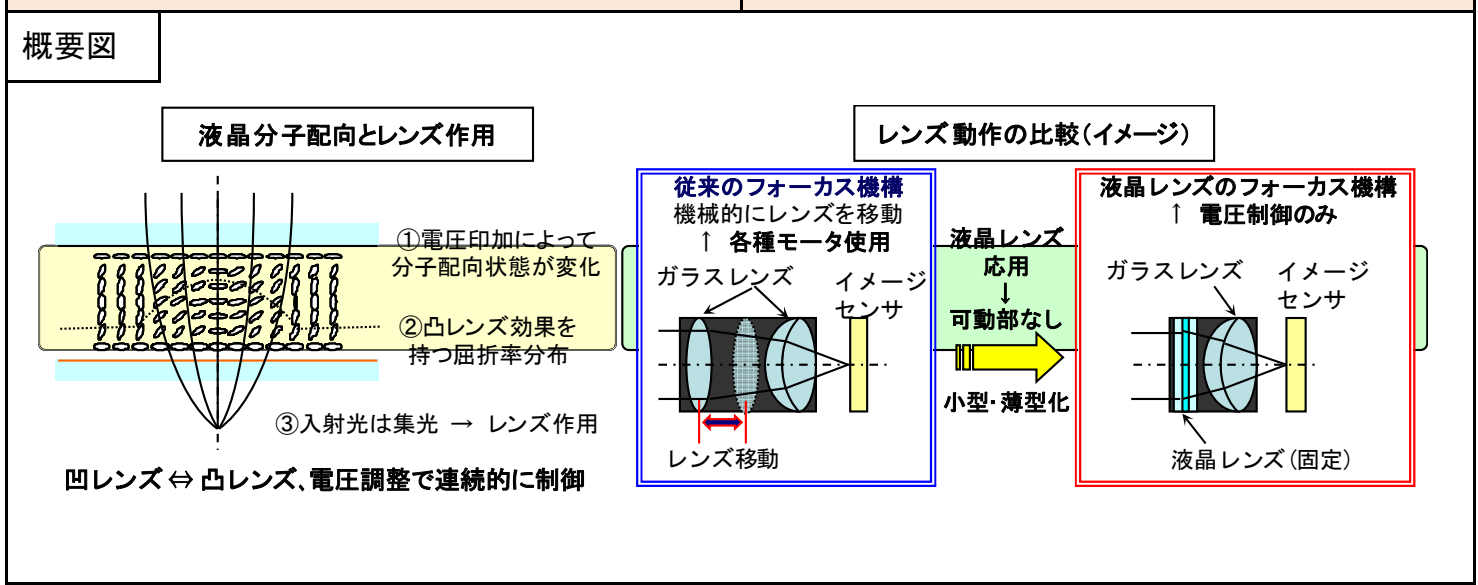 概要図
液晶分子配向とレンズ作用
①電圧印加によって
分子配向状態が変化
②凸レンズ効果を
持つ屈折率分布
③入射光は集光 → レンズ作用
凹レンズ ⇔ 凸レンズ、電圧調整で連続的に制御
レンズ動作の比較(イメージ)
従来のフォーカス機構
機械的にレンズを移動
↑ 各種モータ使用
ガラスレンズ
イメージ
センサ
レンズ移動
液晶レンズ
応用
↓
可動部なし
小型・薄型化
液晶レンズのフォーカス機構
↑ 電圧制御のみ
ガラスレンズ
イメージ
センサ
液晶レンズ(固定)